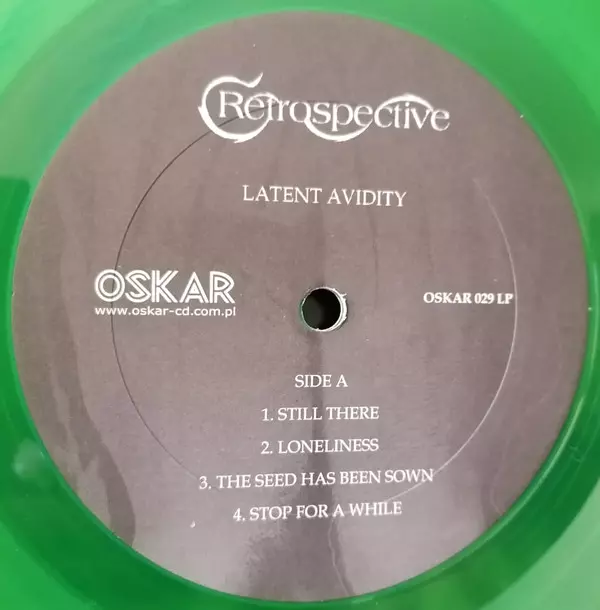 Retrospective
LATENT AVIDITY
OSKAR
www.oskar-cd.com.pl
OSKAR 029 LP
SIDE A
1. STILL THERE
2. LONELINESS
3. THE SEED HAS BEEN SOWN
4. STOP FOR A WHILE